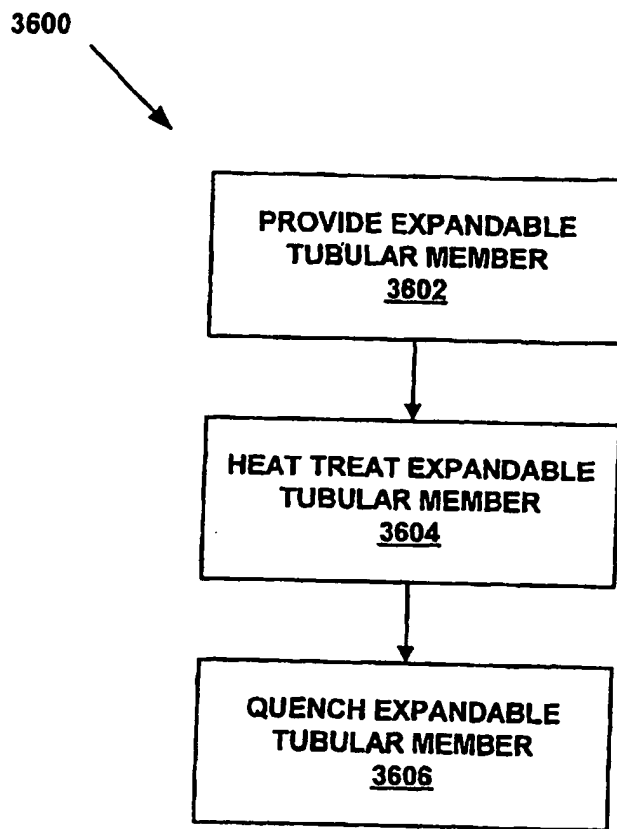 3600
PROVIDE EXPANDABLE
TUBULAR MEMBER
3602
HEAT TREAT EXPANDABLE
TUBULAR MEMBER
3604
QUENCH EXPANDABLE
TUBULAR MEMBER
3606